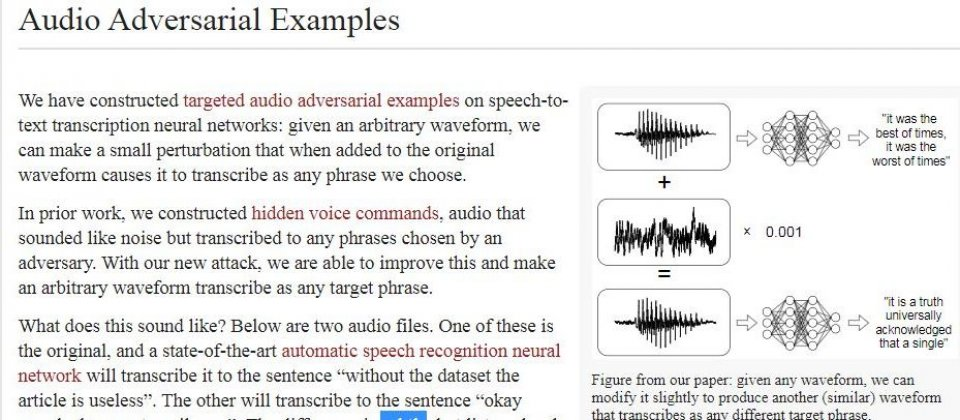 Audio Adversarial Examples
We have constructed targeted audio adversarial examples on speech-to-
text transcription neural networks: given an arbitrary waveform, we
can make a small perturbation that when added to the original
waveform causes it to transcribe as any phrase we choose.
In prior work, we constructed hidden voice commands, audio that
sounded like noise but transcribed to any phrases chosen by an
adversary. With our new attack, we are able to improve this and make
an arbitrary waveform transcribe as any target phrase.
What does this sound like? Below are two audio files. One of these is
the original, and a state-of-the-art automatic speech recognition neural
network will transcribe it to the sentence “without the dataset the
article is useless”. The other will transcribe to the sentence “okay
"it was the
best of times,
it was the
worst of times"
+
x 0.001
=
"it is a truth
universally
acknowledged
that a single"
Figure from our paper: given any waveform, we can
modify it slightly to produce another (similar) waveform
that transcribes as any different target phrase.